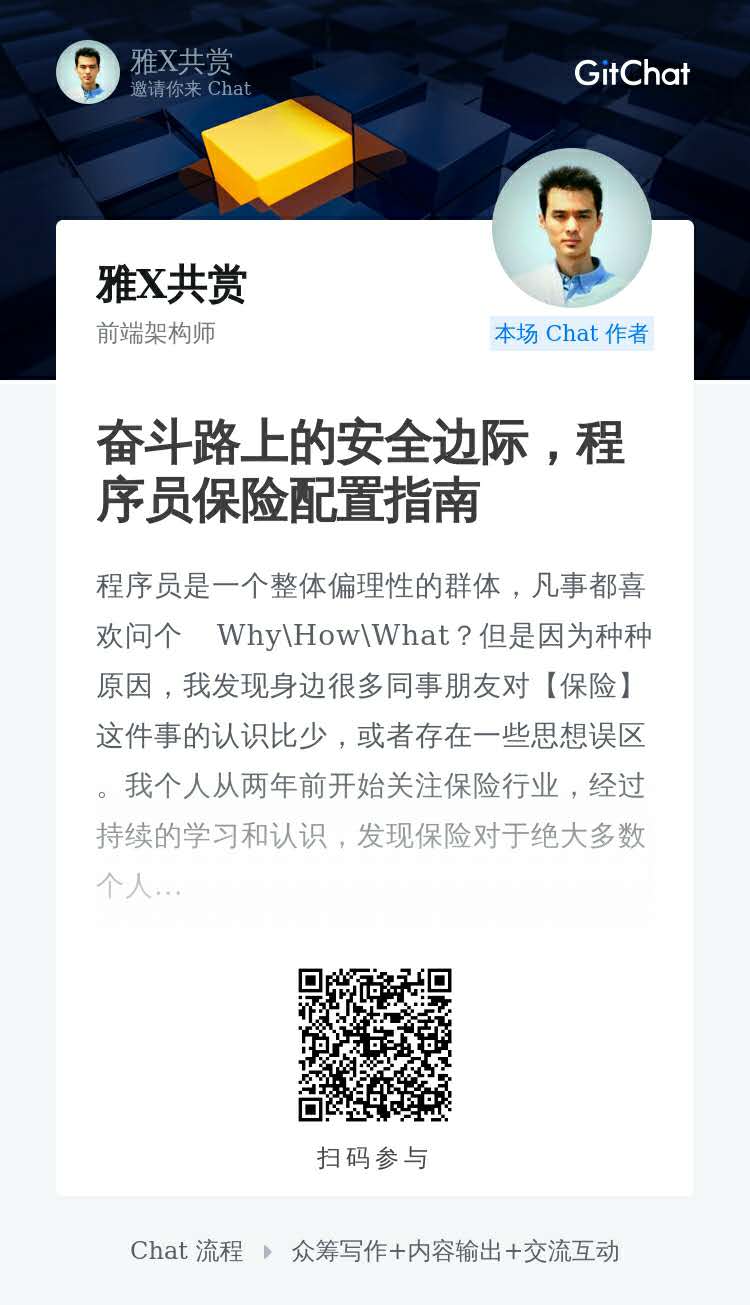 雅X共赏
邀请你来 Chat
GitChat
雅X共赏
前端架构师
本场 Chat 作者
奋斗路上的安全边际，程
序员保险配置指南
程序员是一个整体偏理性的群体，凡事都喜
欢问个　Why\How\What？但是因为种种
原因，我发现身边很多同事朋友对【保险】
这件事的认识比少，或者存在一些思想误区
。我个人从两年前开始关注保险行业，经过
持续的学习和认识，发现保险对于绝大多数
个人...
扫码参与
Chat 流程
众筹写作+内容输出+交流互动